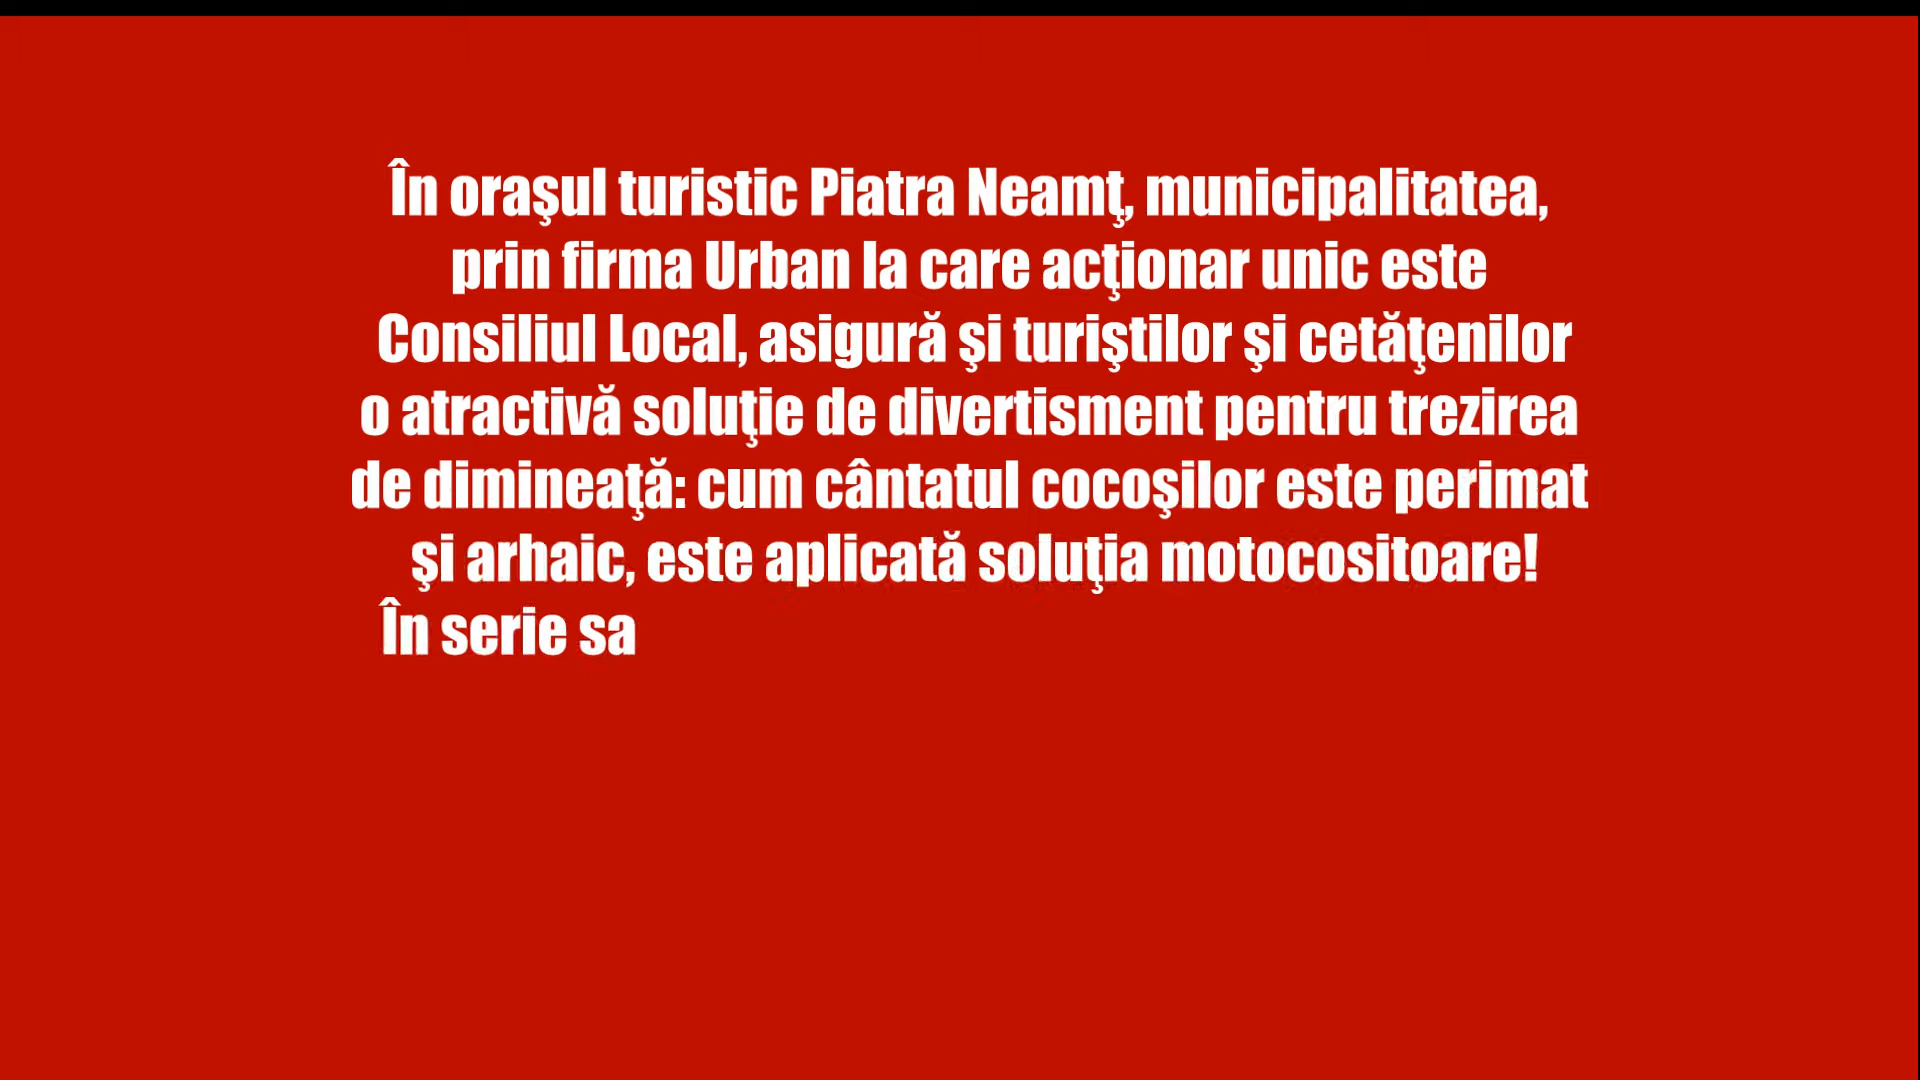 În oraşul turistic Piatra Neamţ, municipalitatea,
prin firma Urban la care acţionar unic este
Consiliul Local, asigură şi turiştilor şi cetăţenilor
o atractivă soluţie de divertisment pentru trezirea
de dimineaţă: cum cântatul cocoşilor este perimat
şi arhaic, este aplicată soluţia motocositoare!
În serie sa